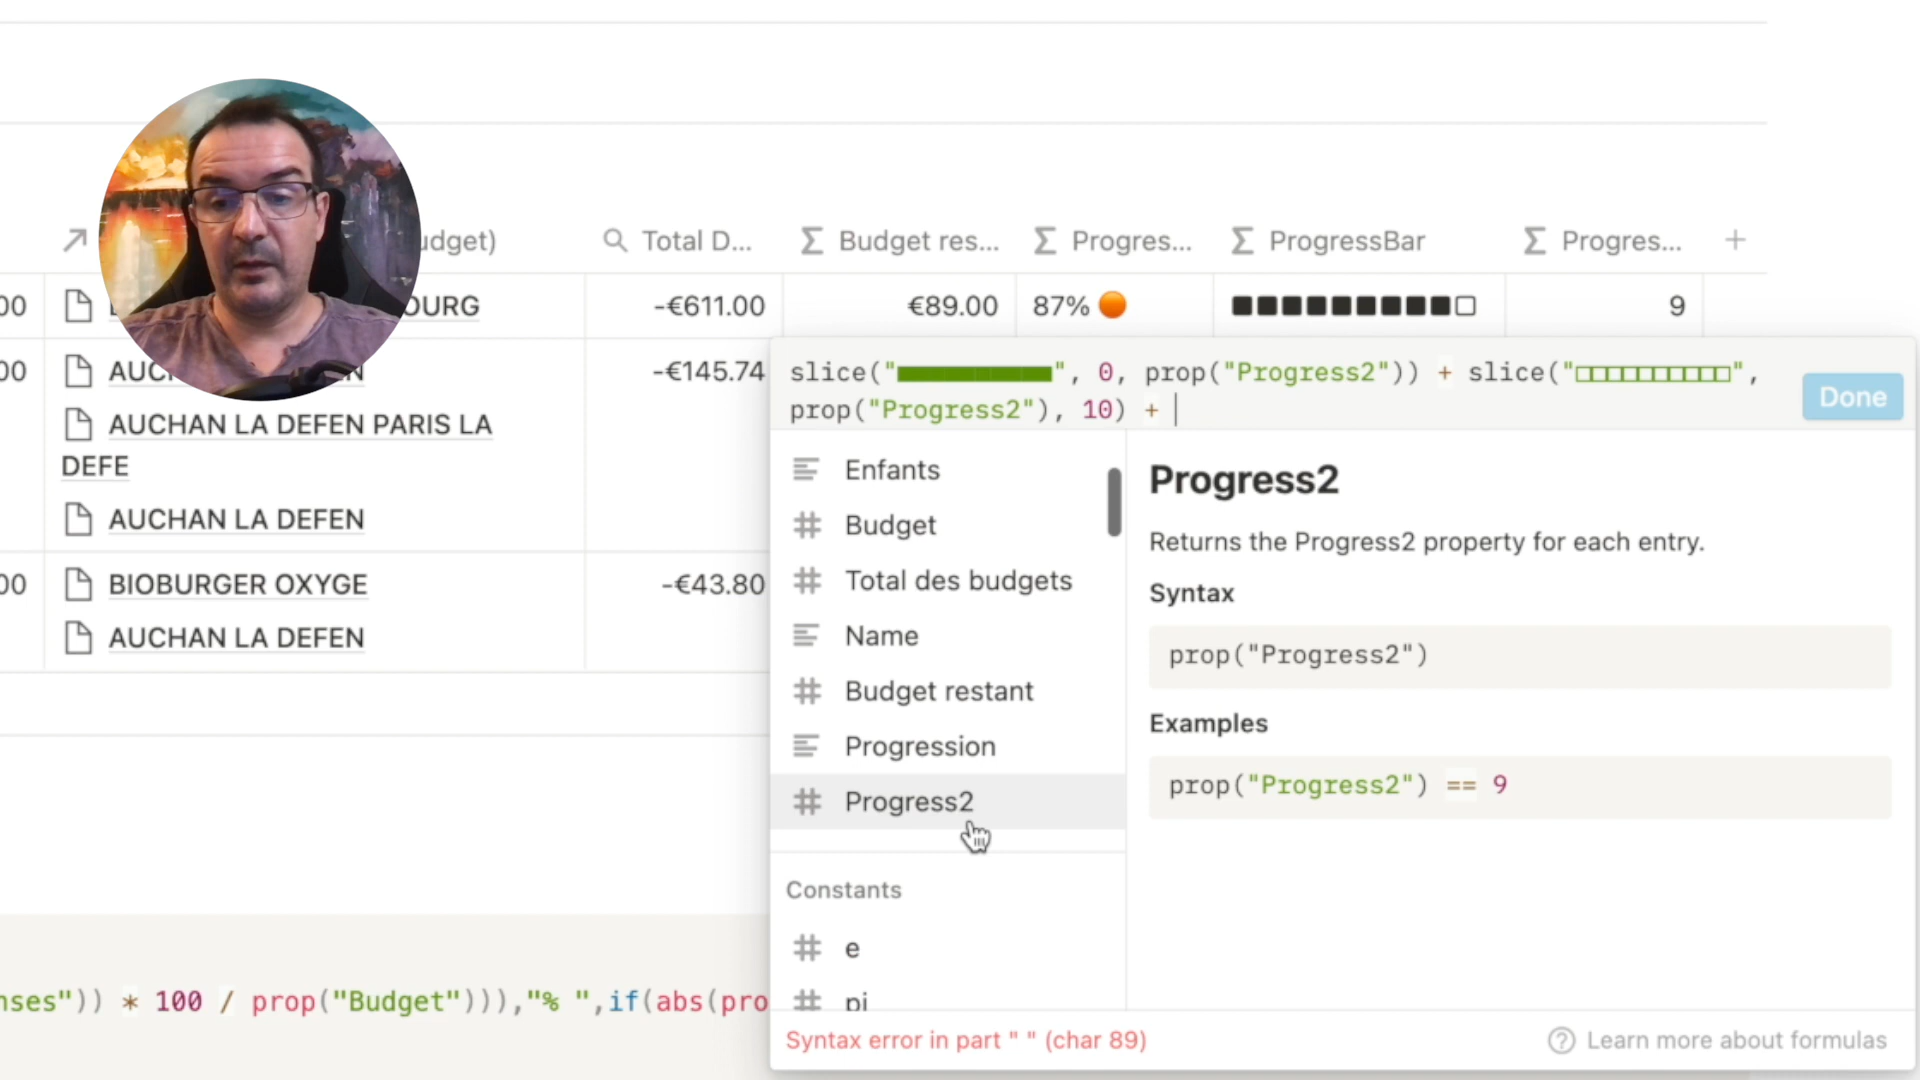 udget)
Total D...
Budget res...
Progres...
ProgressBar
Progres...
+
00
OURG
-€611.00
€89.00
87%
■■■■■■■■■□
9
00
AUC
N
-€145.74
AUCHAN LA DEFEN PARIS LA
DEFE
AUCHAN LA DEFEN
00
BIOBURGER OXYGE
-€43.80
AUCHAN LA DEFEN
slice("■■■■■■■■■■", 0, prop("Progress2")) + slice("□□□□□□□□□□",
prop("Progress2"), 10) +
Done
Enfants
Budget
Total des budgets
Name
Budget restant
Progression
Progress2
Constants
e
pi
Progress2
Returns the Progress2 property for each entry.
Syntax
prop("Progress2")
Examples
prop("Progress2") == 9
Syntax error in part " " (char 89)
Learn more about formulas
nses")) * 100 / prop("Budget"))),"% ",if(abs(pro